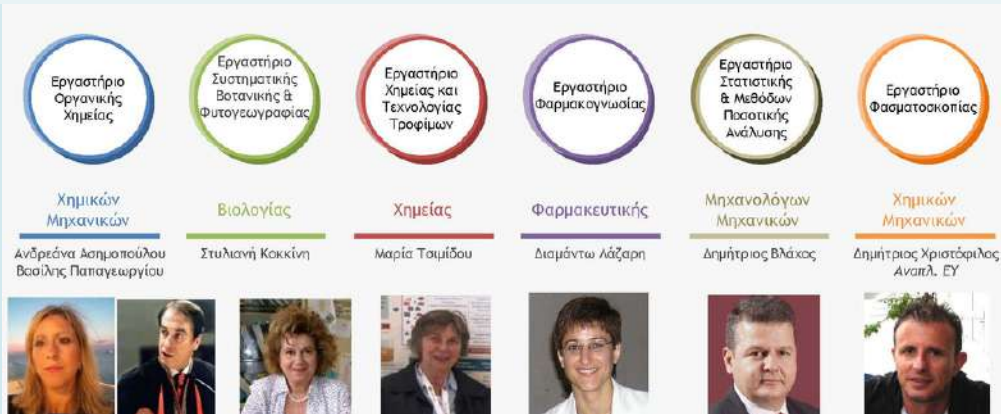 Εργαστήριο
Οργανικής
Χημείας
Εργαστήριο
Συστηματικής
Βοτανικής &
Φυτογεωγραφίας
Εργαστήριο
Χημείας και
Τεχνολογίας
Τροφίμων
Εργαστήριο
Φαρμακογνωσίας
Εργαστήριο
Στατιστικής
& Μεθόδων
Ποσοτικής
Ανάλυσης
Εργαστήριο
Φασματοσκοπίας
Χημικών
Μηχανικών
Βιολογίας
Χημείας
Φαρμακευτικής
Μηχανολόγων
Μηχανικών
Χημικών
Μηχανικών
Ανδρεάνα Ασημοπούλου
Βασίλης Παπαγεωργίου
Στυλιανή Κοκκίνη
Μαρία Τσιμίδου
Διαμάντω Λάζαρη
Δημήτριος Βλάχος
Δημήτριος Χριστόφιλος
Αναπλ. ΕΥ